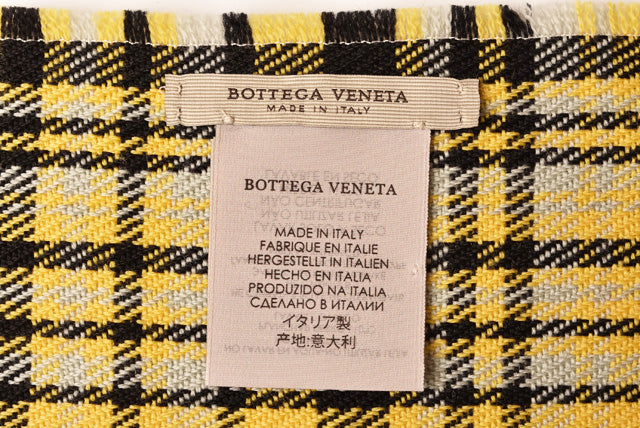 BOTTEGA VENETA
MADE IN ITALY
BOTTEGA VENETA
MADE IN ITALY
FABRIQUE EN ITALIE
HERGESTELLT IN ITALIEN
HECHO EN ITALIA
PRODUZIDO NA ITALIA
СДЕЛАНО В ИТАЛИИ
イタリア製
产地:意大利